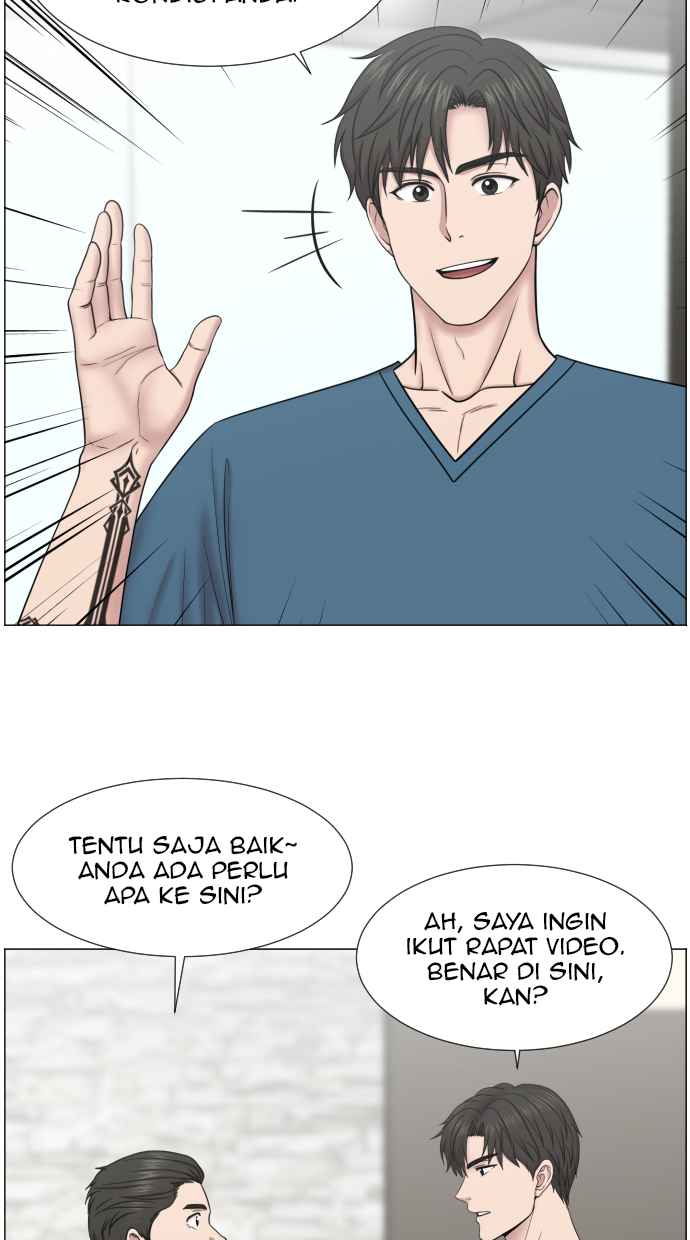 TENTU SAJA BAIK~
ANDA ADA PERLU
APA KE SINI?
AH, SAYA INGIN
IKUT RAPAT VIDEO.
BENAR DI SINI,
KAN?